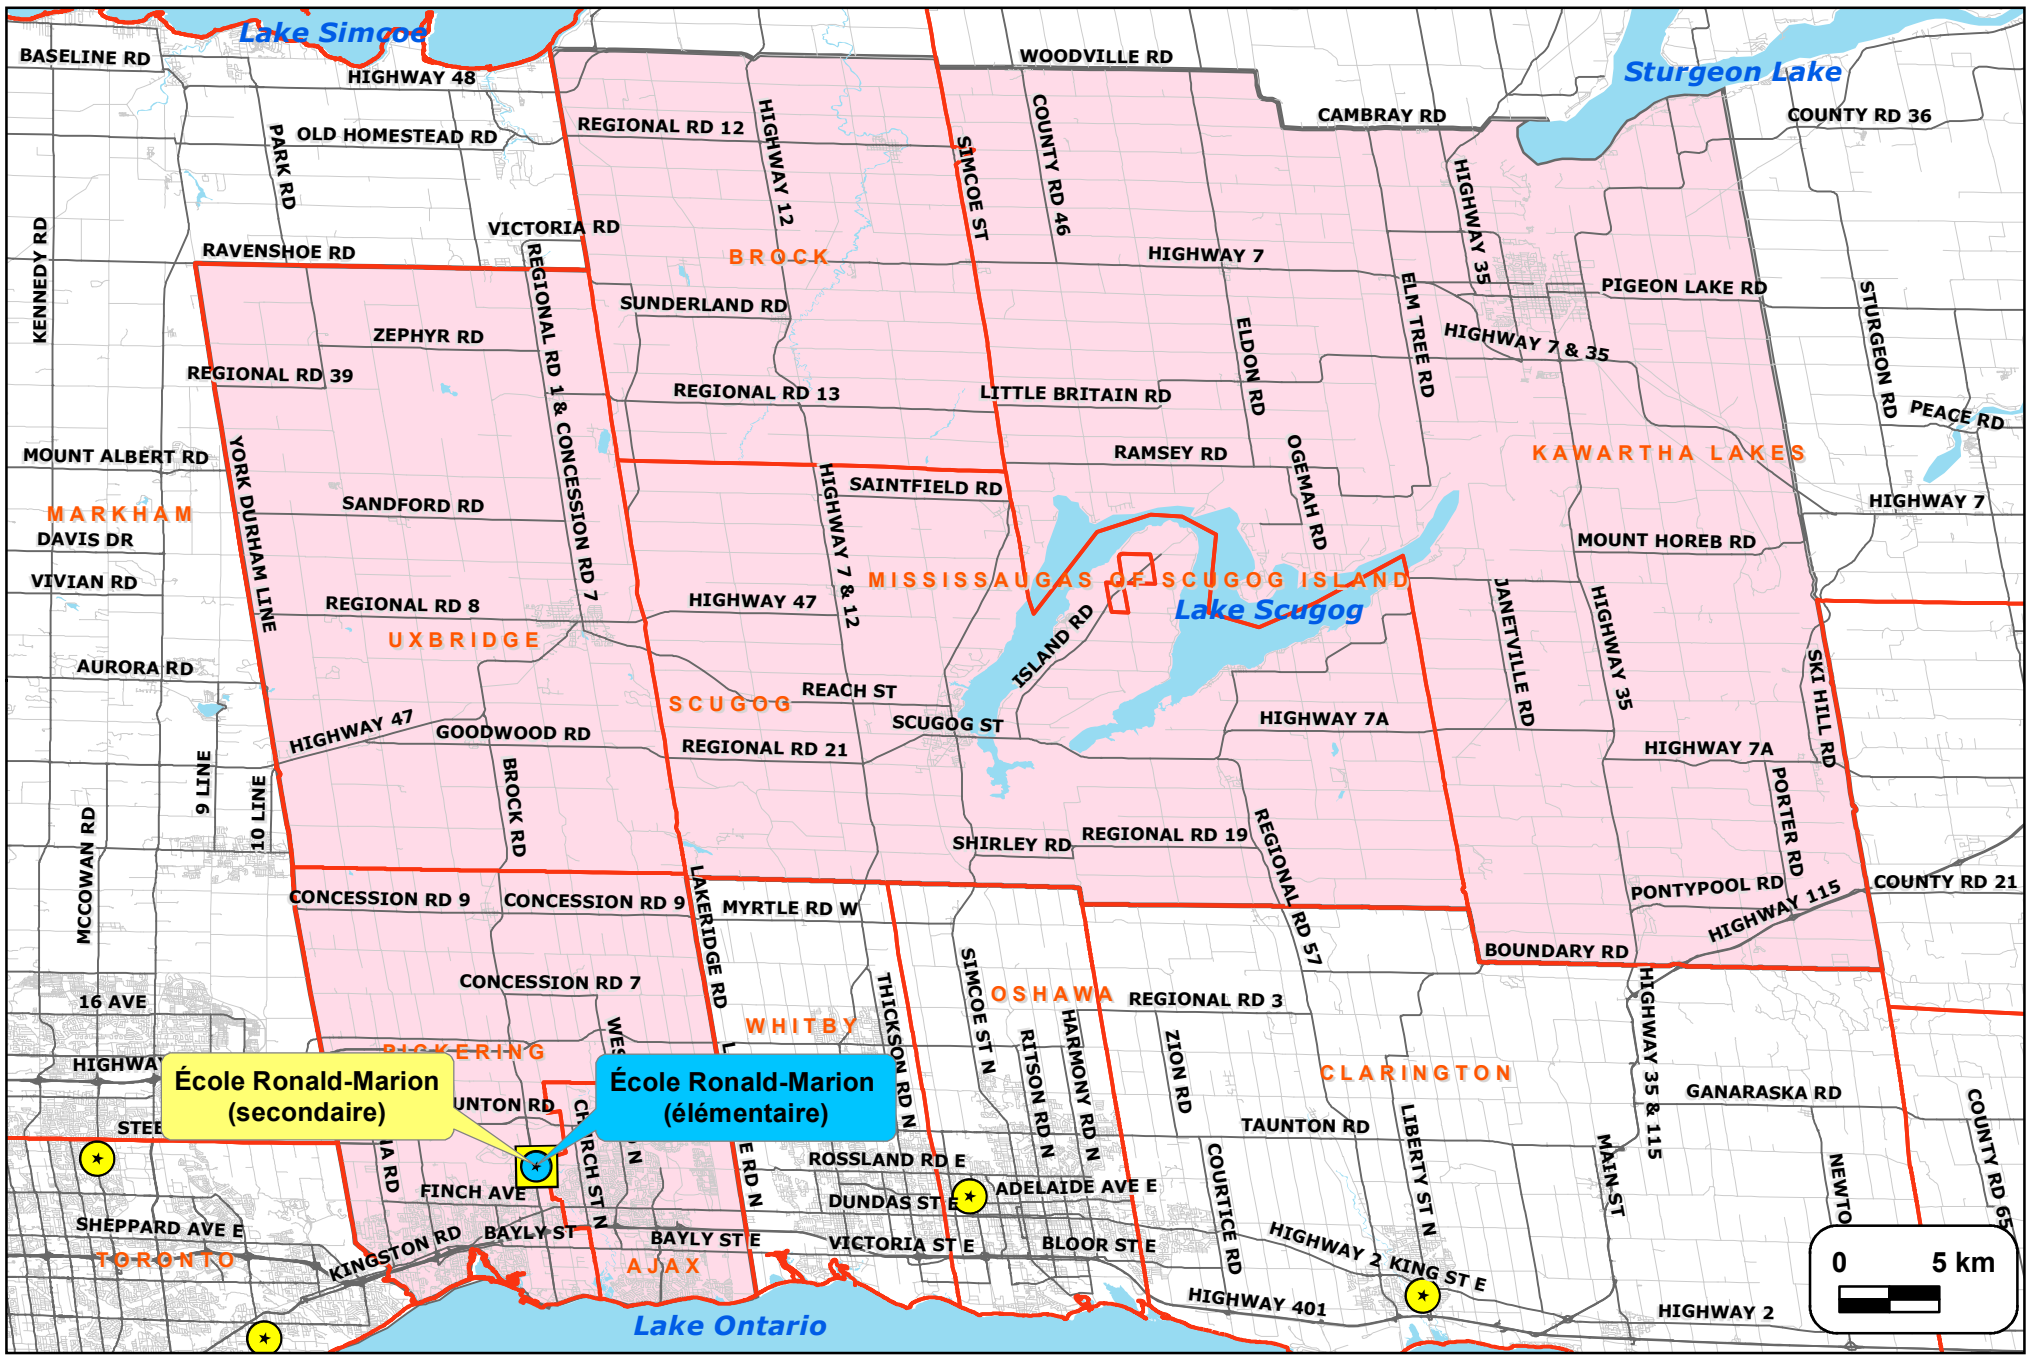 Lake Simcoe
BASELINE RD
HIGHWAY 48
WOODVILLE RD
Sturgeon Lake
CAMBRAY RD
COUNTY RD 36
OLD HOMESTEAD RD
REGIONAL RD 12
PARK RD
HIGHWAY 12
SIMCOE ST
COUNTY RD 46
HIGHWAY 35
KENNEDY RD
VICTORIA RD
RAVENSHOE RD
BROCK
HIGHWAY 7
PIGEON LAKE RD
REGIONAL RD 1 & CONCESSION RD 7
SUNDERLAND RD
ELM TREE RD
STURGEON RD
ZEPHYR RD
ELDON RD
HIGHWAY 7 & 35
REGIONAL RD 39
REGIONAL RD 13
LITTLE BRITAIN RD
PEACE RD
MOUNT ALBERT RD
YORK DURHAM LINE
RAMSEY RD
OGEMAH RD
KAWARTHA LAKES
MARKHAM
SANDFORD RD
HIGHWAY 7 & 12
SAINTFIELD RD
HIGHWAY 7
DAVIS DR
MOUNT HOREB RD
VIVIAN RD
MISSISSAUGAS OF SCUGOG ISLAND
REGIONAL RD 8
HIGHWAY 47
Lake Scugog
JANETVILLE RD
HIGHWAY 35
UXBRIDGE
ISLAND RD
AURORA RD
SKI HILL RD
REACH ST
SCUGOG
SCUGOG ST
HIGHWAY 7A
HIGHWAY 47
GOODWOOD RD
REGIONAL RD 21
HIGHWAY 7A
9 LINE
10 LINE
BROCK RD
PORTER RD
MCCOWAN RD
SHIRLEY RD
REGIONAL RD 19
REGIONAL RD 57
CONCESSION RD 9
CONCESSION RD 9
LAKERIDGE RD
MYRTLE RD W
PONTYPOOL RD
COUNTY RD 21
HIGHWAY 115
BOUNDARY RD
CONCESSION RD 7
16 AVE
THICKSON RD N
SIMCOE ST N
OSHAWA
REGIONAL RD 3
HIGHWAY 35 & 115
WHITBY
RITSON RD N
HARMONY RD N
ZION RD
PICKERING
WES
L
HIGHWA
École Ronald-Marion
(secondaire)
École Ronald-Marion
(élémentaire)
CLARINGTON
GANARASKA RD
UNTON RD
CH
RCH ST N
D N
E RD N
STEE
NA RD
TAUNTON RD
LIBERTY ST N
MAIN ST
COUNTY RD 65
COURTICE RD
NEWTO
ROSSLAND RD E
FINCH AVE
ADELAIDE AVE E
DUNDAS ST E
SHEPPARD AVE E
KINGSTON RD
BAYLY ST
BAYLY ST E
VICTORIA ST E
BLOOR ST E
HIGHWAY 2 KING ST E
TORONTO
AJAX
HIGHWAY 401
HIGHWAY 2
Lake Ontario
0 5 km